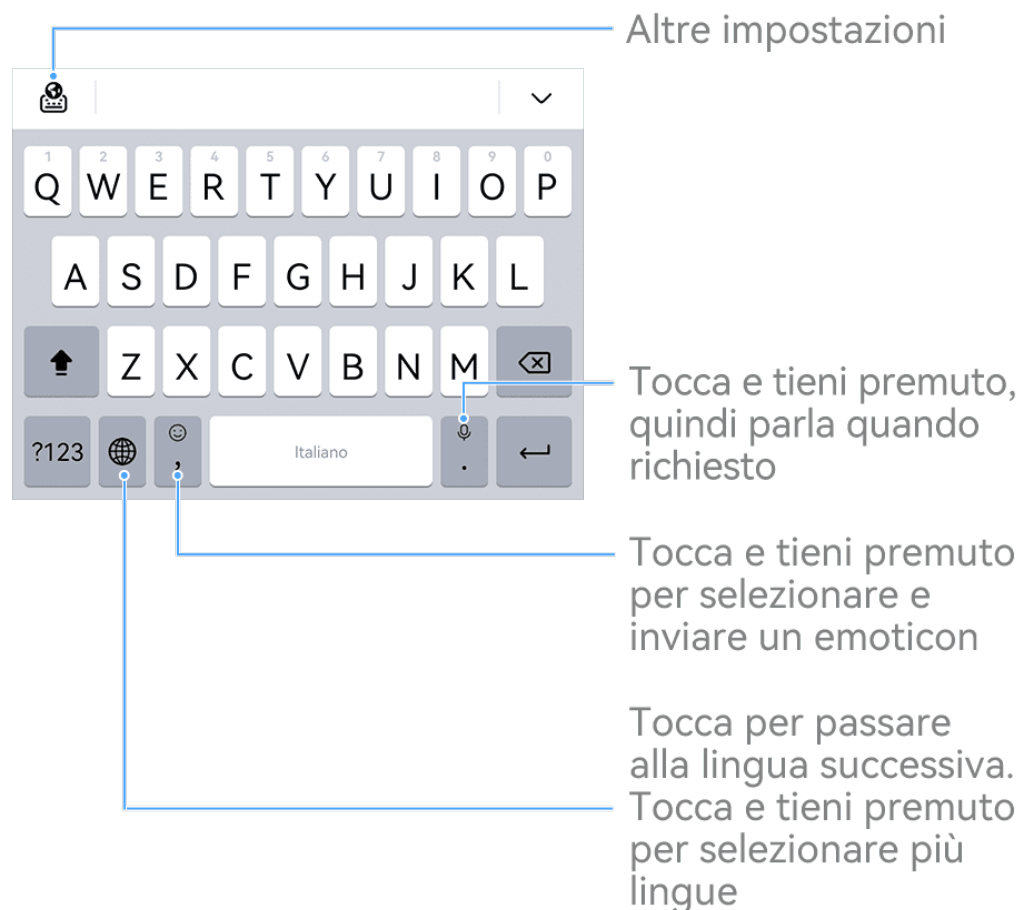 Altre impostazioni
1 2 3 4 5 6 7 8 9 0
Q W E R T Y U I O P
A S D F G H J K L
Z X C V B N M
Tocca e tieni premuto,
quindi parla quando
richiesto
?123 , Italiano .
Tocca e tieni premuto
per selezionare e
inviare un emoticon
Tocca per passare
alla lingua successiva.
Tocca e tieni premuto
per selezionare più
lingue